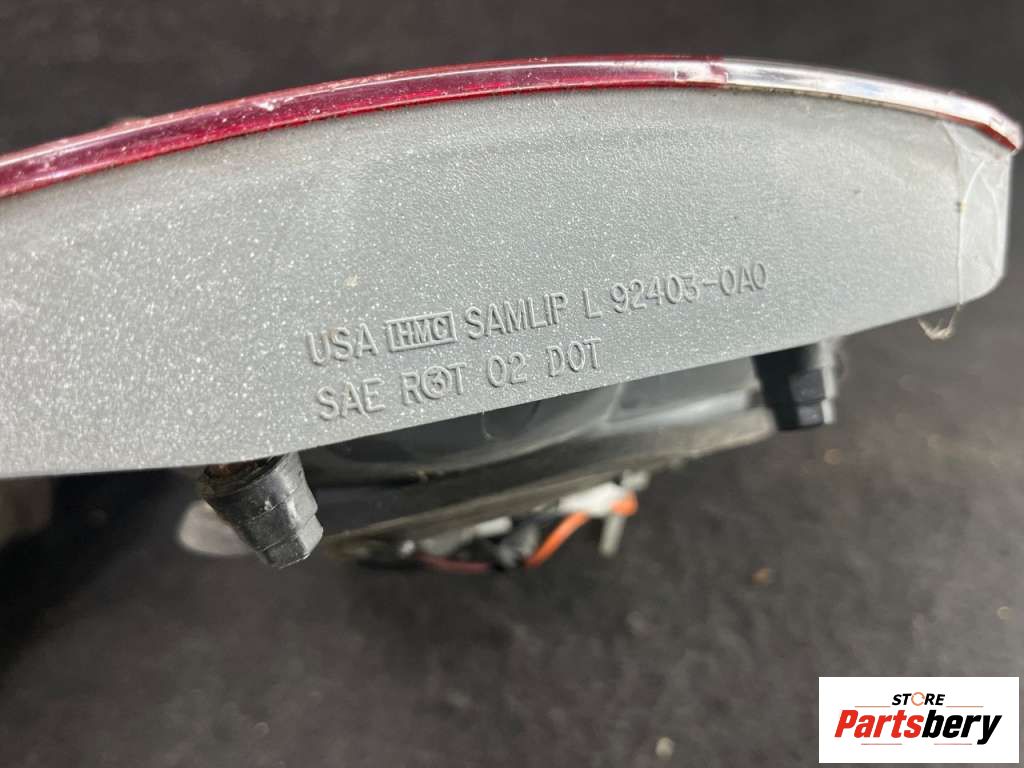 USA HMC SAMLIP L 92403-0A0
SAE R3T 02 DOT
STORE
Partsbery